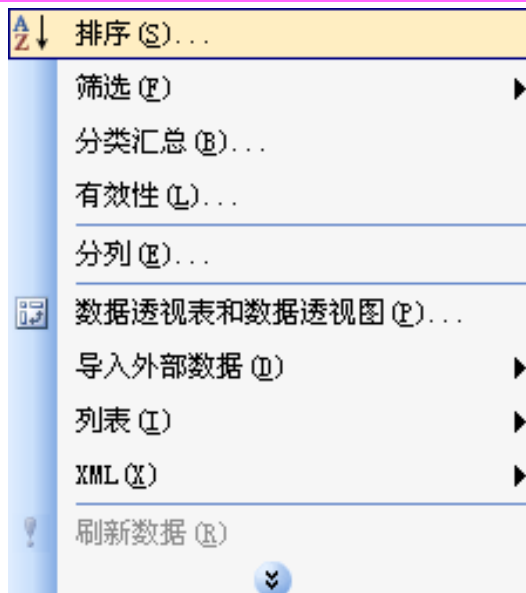 排序(S)...
筛选(F)
分类汇总(B)...
有效性(L)...
分列(E)...
数据透视表和数据透视图(P)...
导入外部数据(D)
列表(I)
XML(X)
刷新数据(R)